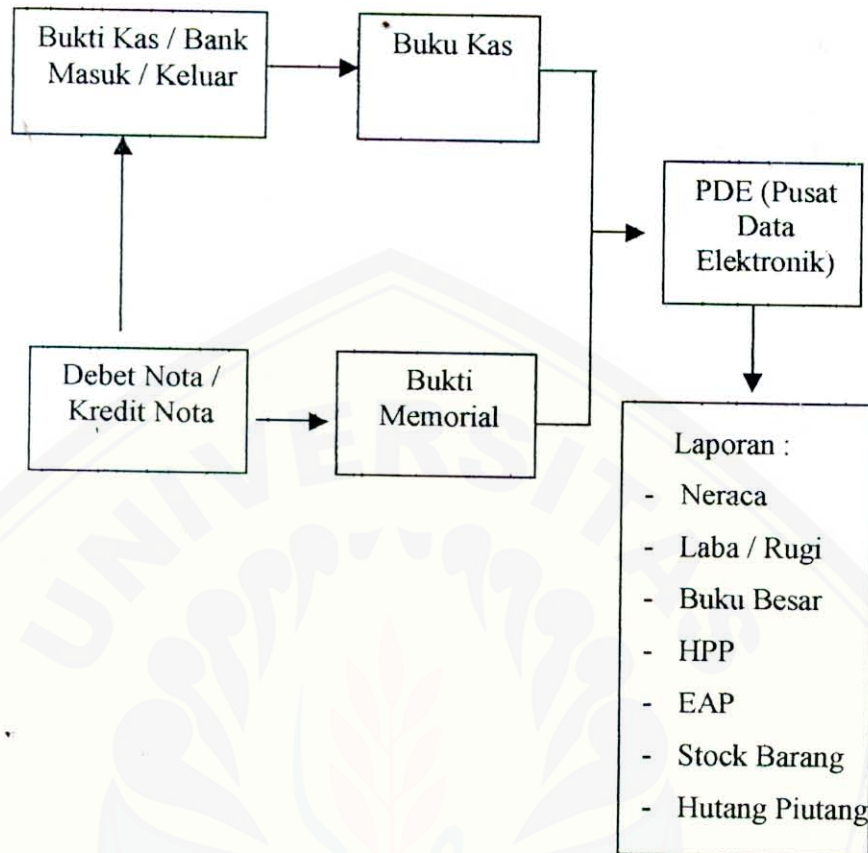 Bukti Kas / Bank
Masuk / Keluar
Buku Kas
PDE (Pusat
Data
Elektronik)
Debet Nota /
Kredit Nota
Bukti
Memorial
Laporan :
- Neraca
- Laba / Rugi
- Buku Besar
- HPP
- EAP
- Stock Barang
- Hutang Piutang
UNIVERSITAS